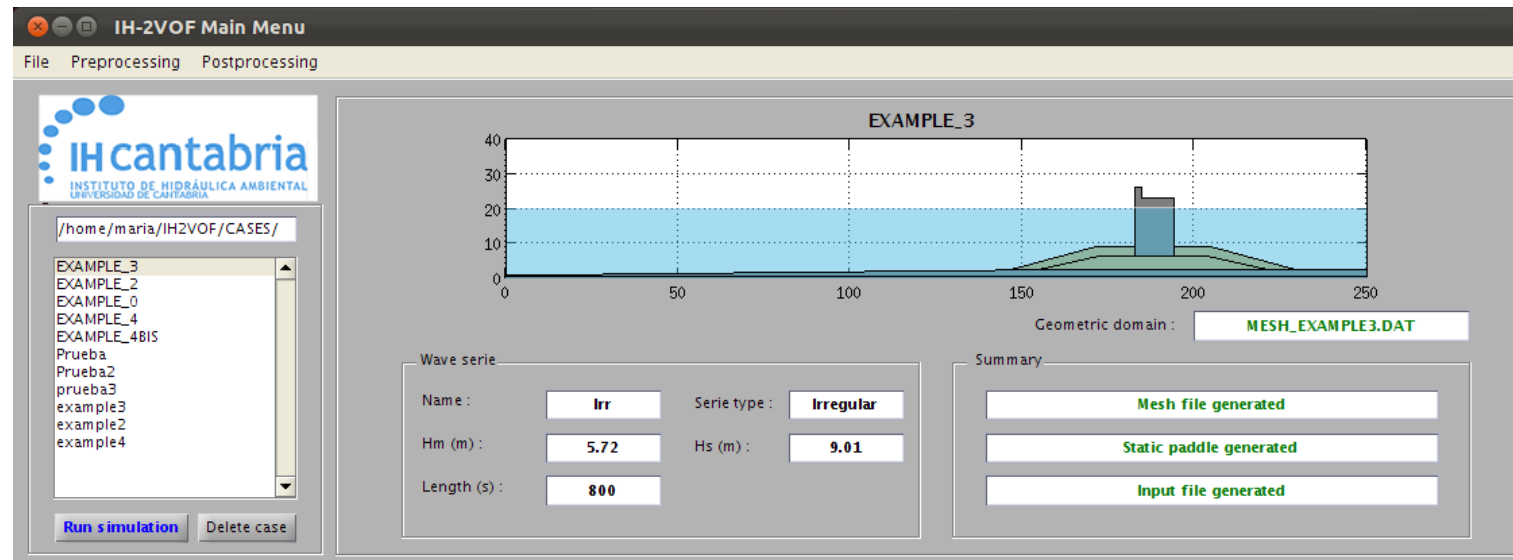 IH-2VOF Main Menu
File Preprocessing Postprocessing
IH cantabria
INSTITUTO DE HIDRÁULICA AMBIENTAL
UNIVERSIDAD DE CANTABRIA
/home/maria/IH2VOF/CASES/
EXAMPLE_3
EXAMPLE_2
EXAMPLE_0
EXAMPLE_4
EXAMPLE_4BIS
Prueba
Prueba2
prueba3
example3
example2
example4
Run simulation Delete case
EXAMPLE_3
40
30
20
10
0
0 50 100 150 200 250
Geometric domain : MESH_EXAMPLE3.DAT
Wave serie
Name : Irr Serie type : Irregular
Hm (m) : 5.72 Hs (m) : 9.01
Length (s) : 800
Summary
Mesh file generated
Static paddle generated
Input file generated